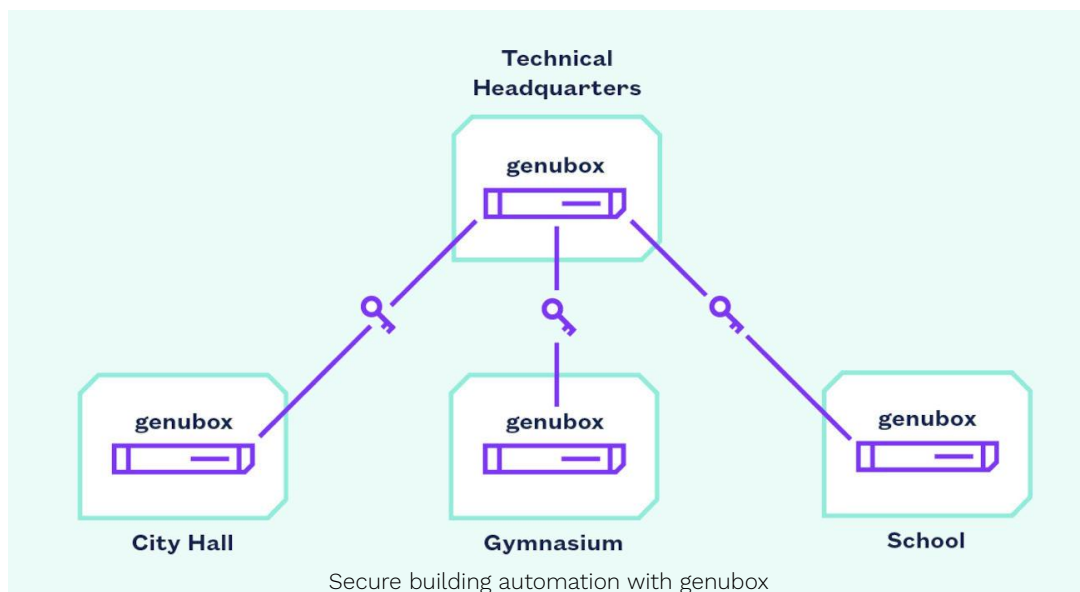 Technical
Headquarters
genubox
genubox
genubox
genubox
City Hall
Gymnasium
School
Secure building automation with genubox